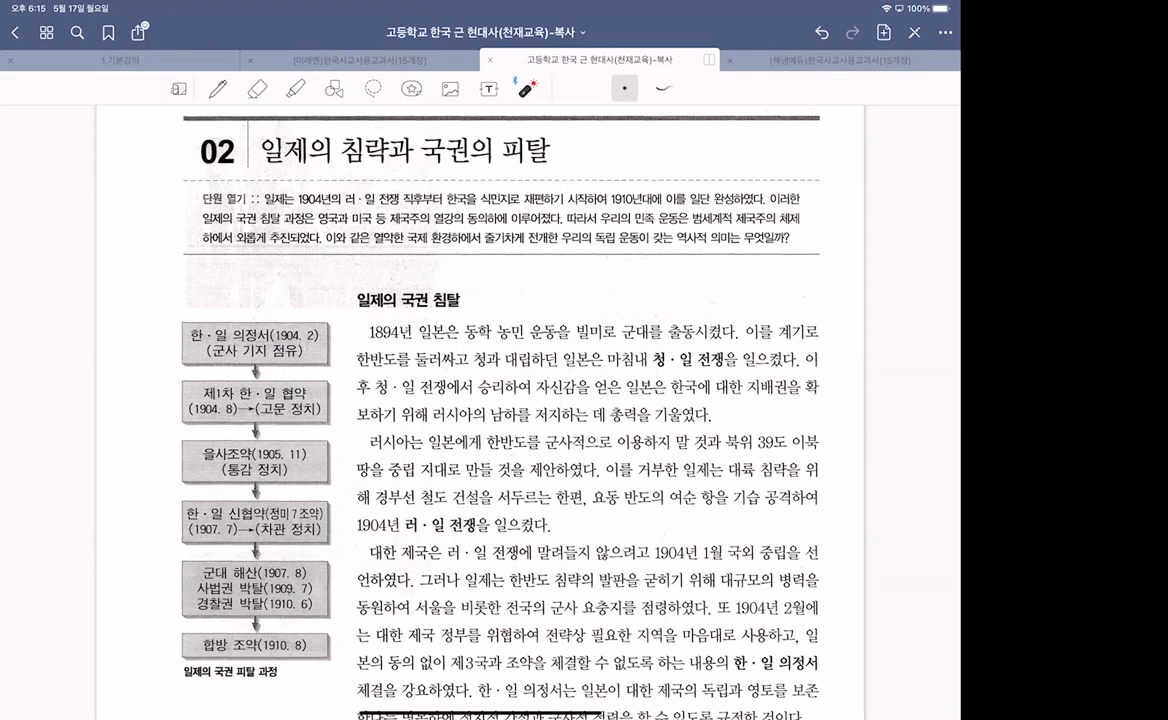 오후 6:15 5월 17일 월요일
100%
고등학교 한국 근 현대사(천재교육)-복사
1.기본강의
(미래엔)한국사교사용교과서(15개정)
고등학교 한국 근 현대사(천재교육)-복사
(해냄에듀)한국사교사용교과서(15개정)
02 일제의 침략과 국권의 피탈
단원 열기 :: 일제는 1904년의 러·일 전쟁 직후부터 한국을 식민지로 재편하기 시작하여 1910년대에 이를 일단 완성하였다. 이러한
일제의 국권 침탈 과정은 영국과 미국 등 제국주의 열강의 동의하에 이루어졌다. 따라서 우리의 민족 운동은 범세계적 제국주의 체제
하에서 외롭게 추진되었다. 이와 같은 열악한 국제 환경하에서 줄기차게 전개한 우리의 독립 운동이 갖는 역사적 의미는 무엇일까?
한·일 의정서(1904. 2)
(군사 기지 점유)
제1차 한·일 협약
(1904. 8)→(고문 정치)
을사조약(1905. 11)
(통감 정치)
한·일 신협약(정미 7조약)
(1907. 7)→(차관 정치)
군대 해산(1907. 8)
사법권 박탈(1909. 7)
경찰권 박탈(1910. 6)
합방 조약(1910. 8)
일제의 국권 피탈 과정
일제의 국권 침탈
1894년 일본은 동학 농민 운동을 빌미로 군대를 출동시켰다. 이를 계기로
한반도를 둘러싸고 청과 대립하던 일본은 마침내 청·일 전쟁을 일으켰다. 이
후 청·일 전쟁에서 승리하여 자신감을 얻은 일본은 한국에 대한 지배권을 확
보하기 위해 러시아의 남하를 저지하는 데 총력을 기울였다.
러시아는 일본에게 한반도를 군사적으로 이용하지 말 것과 북위 39도 이북
땅을 중립 지대로 만들 것을 제안하였다. 이를 거부한 일제는 대륙 침략을 위
해 경부선 철도 건설을 서두르는 한편, 요동 반도의 여순 항을 기습 공격하여
1904년 러·일 전쟁을 일으켰다.
대한 제국은 러·일 전쟁에 말려들지 않으려고 1904년 1월 국외 중립을 선
언하였다. 그러나 일제는 한반도 침략의 발판을 굳히기 위해 대규모의 병력을
동원하여 서울을 비롯한 전국의 군사 요충지를 점령하였다. 또 1904년 2월에
는 대한 제국 정부를 위협하여 전략상 필요한 지역을 마음대로 사용하고, 일
본의 동의 없이 제3국과 조약을 체결할 수 없도록 하는 내용의 한·일 의정서
체결을 강요하였다. 한·일 의정서는 일본이 대한 제국의 독립과 영토를 보존
할 수 있도록 규정한 것이다.